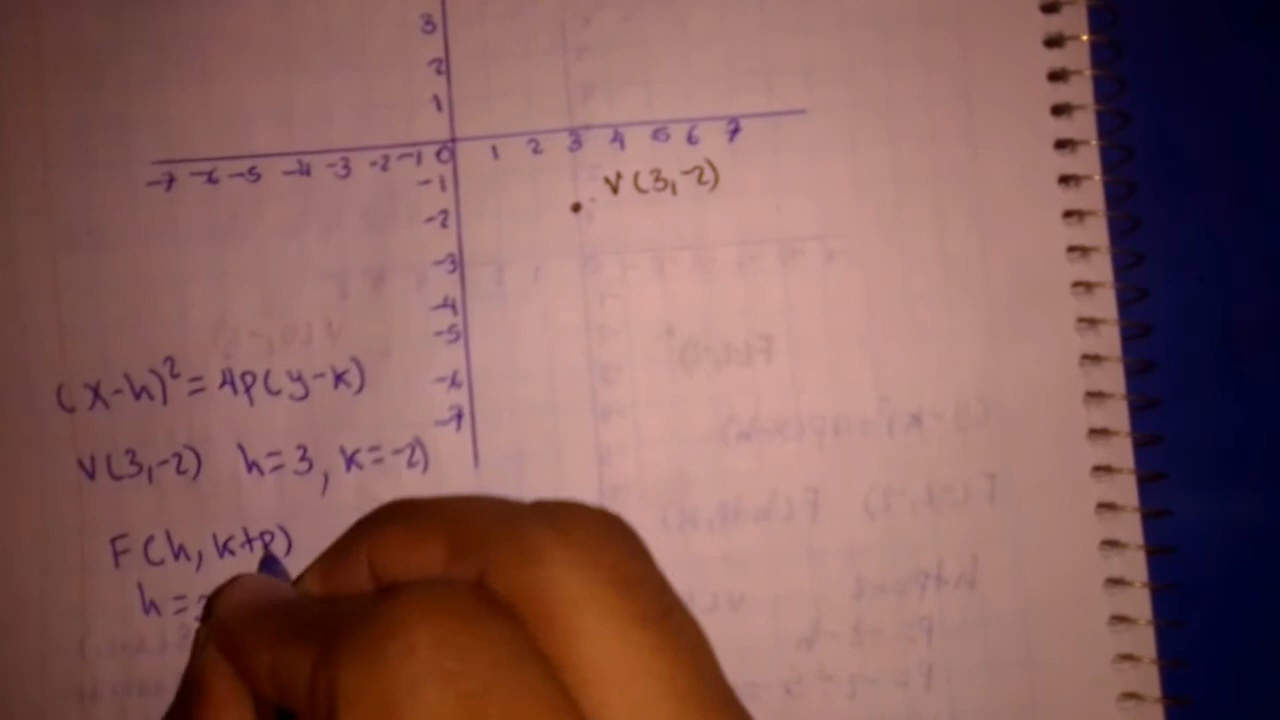 3
2
1
-7 -6 -5 -4 -3 -2 -1 0 1 2 3 4 5 6 7
-1
V(3,-2)
-2
-3
-4
-5
-6
-7
(x-h)²=4p(y-k)
V(3,-2) h=3, k=-2)
F(h, k+p)
h=